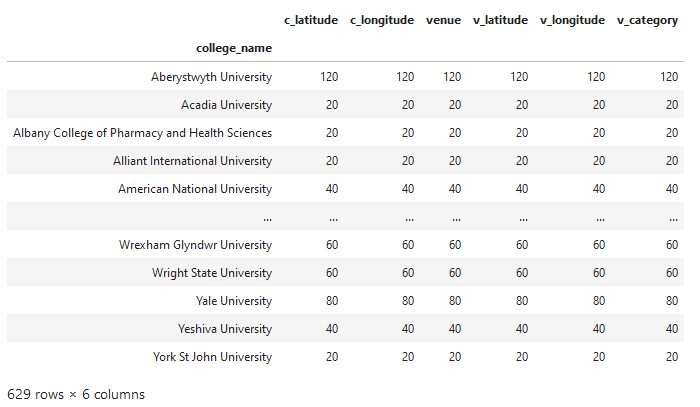 c_latitude c_longitude venue v_latitude v_longitude v_category
college_name
Aberystwyth University 120 120 120 120 120 120
Acadia University 20 20 20 20 20 20
Albany College of Pharmacy and Health Sciences 20 20 20 20 20 20
Alliant International University 20 20 20 20 20 20
American National University 40 40 40 40 40 40
... ... ... ... ... ... ...
Wrexham Glyndwr University 60 60 60 60 60 60
Wright State University 60 60 60 60 60 60
Yale University 80 80 80 80 80 80
Yeshiva University 40 40 40 40 40 40
York St John University 20 20 20 20 20 20
629 rows × 6 columns